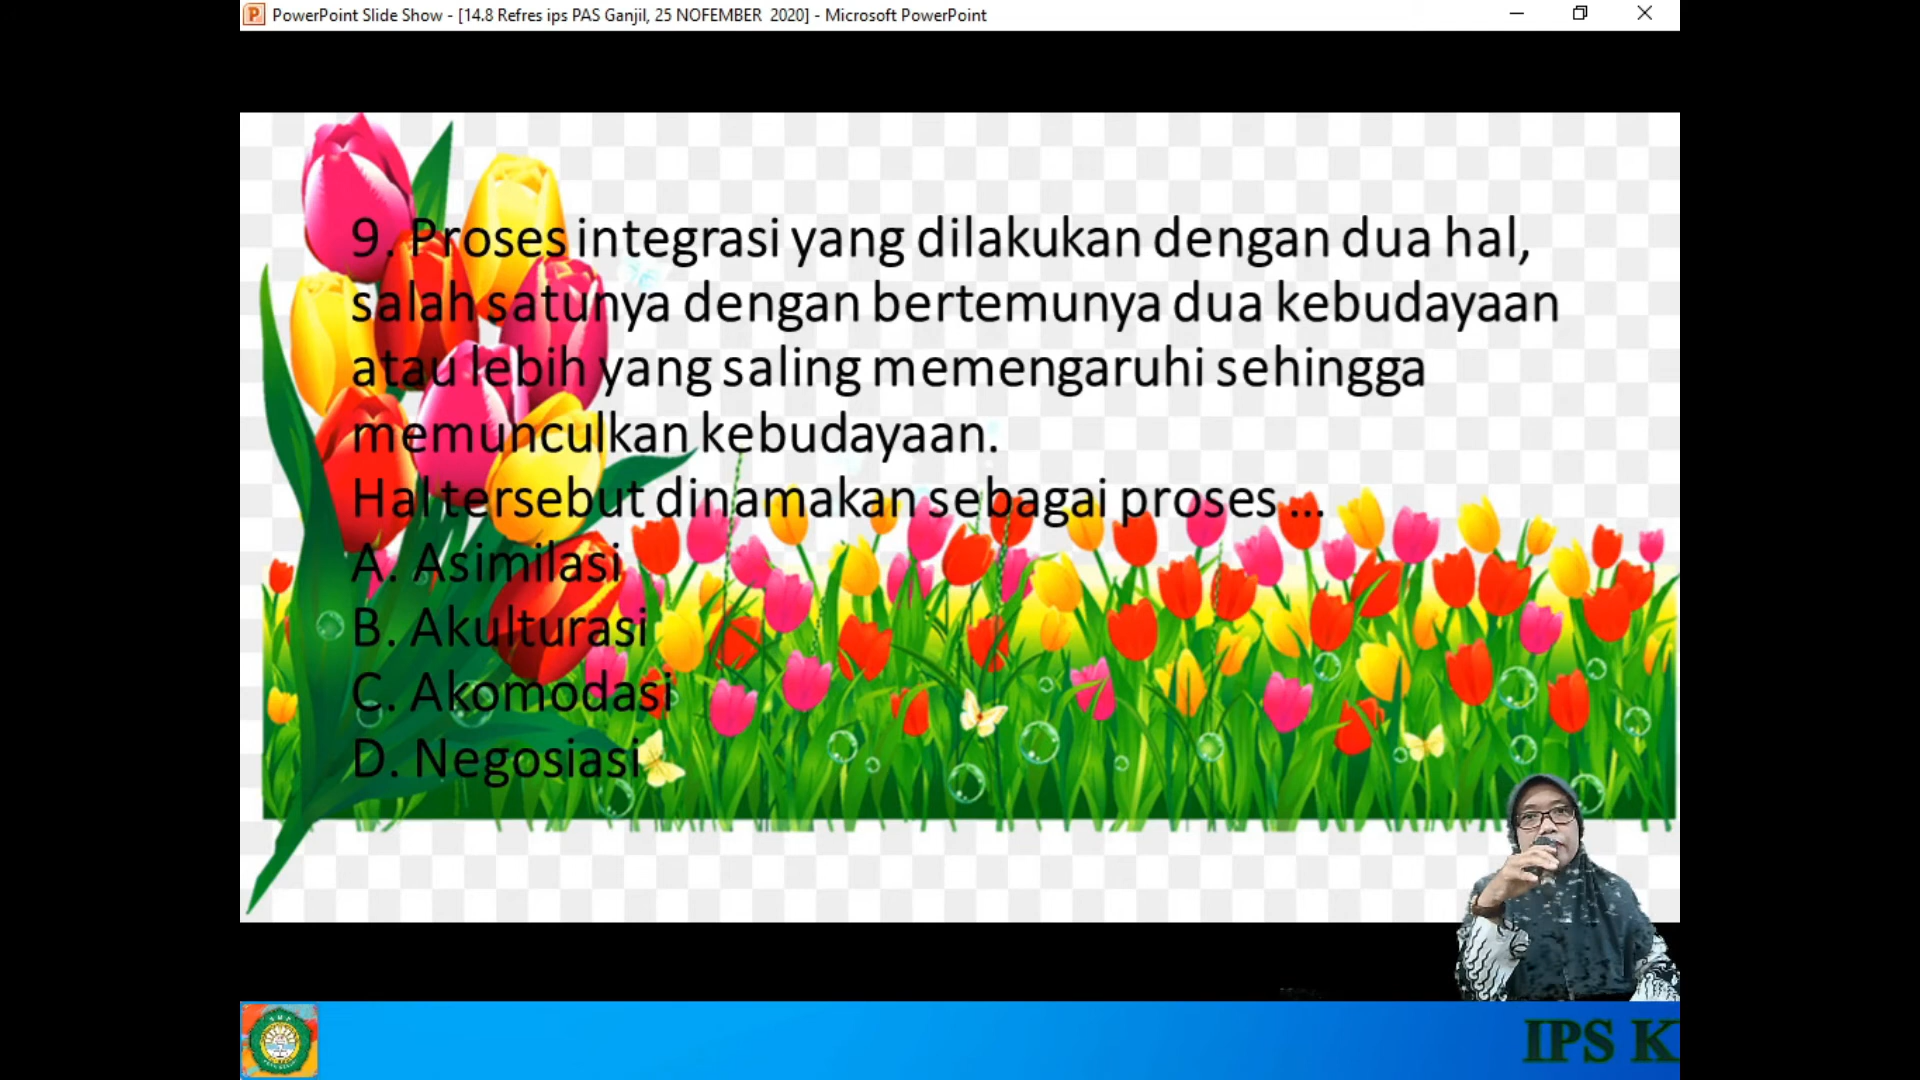 PowerPoint Slide Show - [14.8 Refres ips PAS Ganjil, 25 NOFEMBER 2020] - Microsoft PowerPoint
9. Proses integrasi yang dilakukan dengan dua hal,
salah satunya dengan bertemunya dua kebudayaan
atau lebih yang saling memengaruhi sehingga
memunculkan kebudayaan.
Hal tersebut dinamakan sebagai proses ...
A. Asimilasi
B. Akulturasi
C. Akomodasi
D. Negosiasi
IPS K